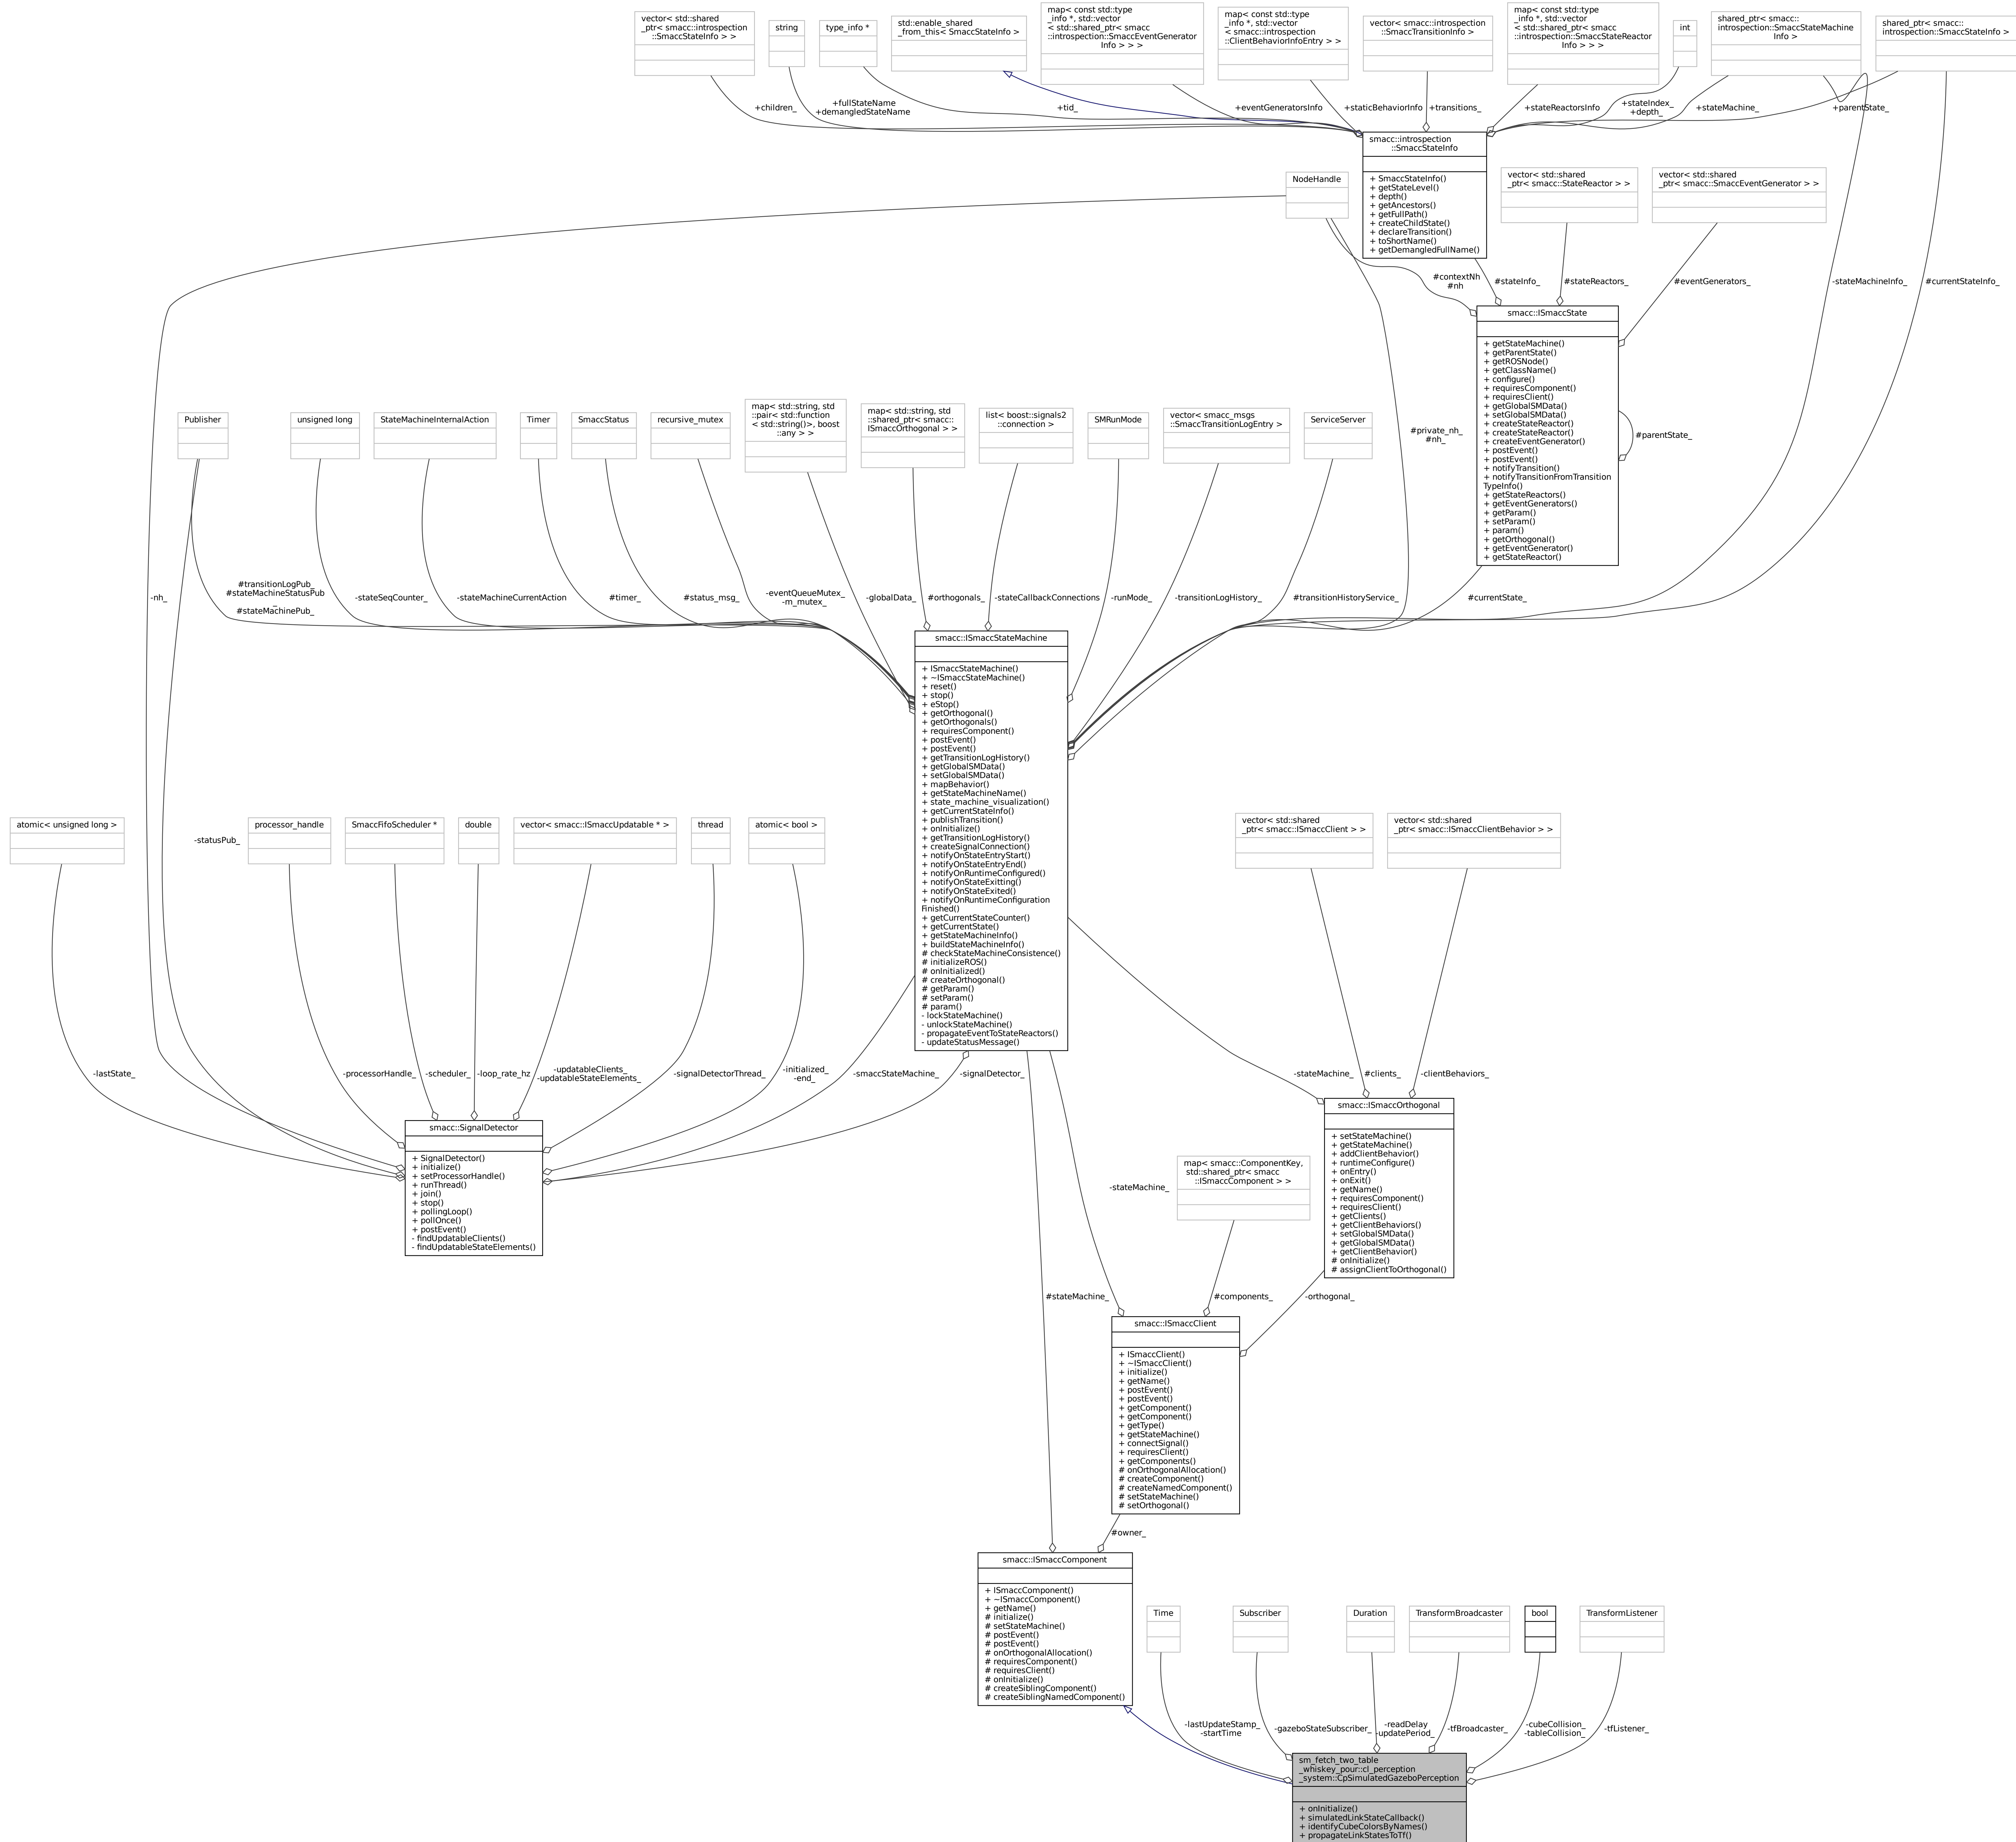 vector< std::shared
_ptr< smacc::introspection
::SmaccStateInfo > >
string
type_info *
std::enable_shared
_from_this< SmaccStateInfo >
map< const std::type
_info *, std::vector
< std::shared_ptr< smacc
::introspection::SmaccEventGenerator
Info > > >
map< const std::type
_info *, std::vector
< smacc::introspection
::ClientBehaviorInfoEntry > >
vector< smacc::introspection
::SmaccTransitionInfo >
map< const std::type
_info *, std::vector
< std::shared_ptr< smacc
::introspection::SmaccStateReactor
Info > > >
int
shared_ptr< smacc::
introspection::SmaccStateMachine
Info >
shared_ptr< smacc::
introspection::SmaccStateInfo >
+children_
+fullStateName
+demangledStateName
+tid_
+eventGeneratorsInfo
+staticBehaviorInfo
+transitions_
+stateReactorsInfo
+stateIndex_
+depth_
+stateMachine_
+parentState_
smacc::introspection
::SmaccStateInfo
+ SmaccStateInfo()
+ getStateLevel()
+ depth()
+ getAncestors()
+ getFullPath()
+ createChildState()
+ declareTransition()
+ toShortName()
+ getDemangledFullName()
NodeHandle
vector< std::shared
_ptr< smacc::StateReactor > >
vector< std::shared
_ptr< smacc::SmaccEventGenerator > >
#contextNh
#nh
#stateInfo_
#stateReactors_
#eventGenerators_
-stateMachineInfo_
#currentStateInfo_
smacc::ISmaccState
+ getStateMachine()
+ getParentState()
+ getROSNode()
+ getClassName()
+ configure()
+ requiresComponent()
+ requiresClient()
+ getGlobalSMData()
+ setGlobalSMData()
+ createStateReactor()
+ createStateReactor()
+ createEventGenerator()
+ postEvent()
+ postEvent()
+ notifyTransition()
+ notifyTransitionFromTransition
TypeInfo()
+ getStateReactors()
+ getEventGenerators()
+ getParam()
+ setParam()
+ param()
+ getOrthogonal()
+ getEventGenerator()
+ getStateReactor()
#parentState_
Publisher
unsigned long
StateMachineInternalAction
Timer
SmaccStatus
recursive_mutex
map< std::string, std
::pair< std::function
< std::string()>, boost
::any > >
map< std::string, std
::shared_ptr< smacc::
ISmaccOrthogonal > >
list< boost::signals2
::connection >
SMRunMode
vector< smacc_msgs
::SmaccTransitionLogEntry >
ServiceServer
#private_nh_
#nh_
-nh_
#transitionLogPub_
#stateMachineStatusPub
_
#stateMachinePub_
-stateSeqCounter_
-stateMachineCurrentAction
#timer_
#status_msg_
-eventQueueMutex_
-m_mutex_
-globalData_
#orthogonals_
-stateCallbackConnections
-runMode_
-transitionLogHistory_
#transitionHistoryService_
#currentState_
smacc::ISmaccStateMachine
+ ISmaccStateMachine()
+ ~ISmaccStateMachine()
+ reset()
+ stop()
+ eStop()
+ getOrthogonal()
+ getOrthogonals()
+ requiresComponent()
+ postEvent()
+ postEvent()
+ getTransitionLogHistory()
+ getGlobalSMData()
+ setGlobalSMData()
+ mapBehavior()
+ getStateMachineName()
+ state_machine_visualization()
+ getCurrentStateInfo()
+ publishTransition()
+ onInitialize()
+ getTransitionLogHistory()
+ createSignalConnection()
+ notifyOnStateEntryStart()
+ notifyOnStateEntryEnd()
+ notifyOnRuntimeConfigured()
+ notifyOnStateExitting()
+ notifyOnStateExited()
+ notifyOnRuntimeConfiguration
Finished()
+ getCurrentStateCounter()
+ getCurrentState()
+ getStateMachineInfo()
+ buildStateMachineInfo()
# checkStateMachineConsistence()
# initializeROS()
# onInitialized()
# createOrthogonal()
# getParam()
# setParam()
# param()
- lockStateMachine()
- unlockStateMachine()
- propagateEventToStateReactors()
- updateStatusMessage()
atomic< unsigned long >
-statusPub_
processor_handle
SmaccFifoScheduler *
double
vector< smacc::ISmaccUpdatable * >
thread
atomic< bool >
vector< std::shared
_ptr< smacc::ISmaccClient > >
vector< std::shared
_ptr< smacc::ISmaccClientBehavior > >
-lastState_
-processorHandle_
-scheduler_
-loop_rate_hz
-updatableClients_
-updatableStateElements_
-signalDetectorThread_
-initialized_
-end_
-smaccStateMachine_
-signalDetector_
-stateMachine_
#clients_
-clientBehaviors_
smacc::SignalDetector
+ SignalDetector()
+ initialize()
+ setProcessorHandle()
+ runThread()
+ join()
+ stop()
+ pollingLoop()
+ pollOnce()
+ postEvent()
- findUpdatableClients()
- findUpdatableStateElements()
smacc::ISmaccOrthogonal
+ setStateMachine()
+ getStateMachine()
+ addClientBehavior()
+ runtimeConfigure()
+ onEntry()
+ onExit()
+ getName()
+ requiresComponent()
+ requiresClient()
+ getClients()
+ getClientBehaviors()
+ setGlobalSMData()
+ getGlobalSMData()
+ getClientBehavior()
# onInitialize()
# assignClientToOrthogonal()
map< smacc::ComponentKey,
std::shared_ptr< smacc
::ISmaccComponent > >
-stateMachine_
#stateMachine_
#components_
-orthogonal_
smacc::ISmaccClient
+ ISmaccClient()
+ ~ISmaccClient()
+ initialize()
+ getName()
+ postEvent()
+ postEvent()
+ getComponent()
+ getComponent()
+ getType()
+ getStateMachine()
+ connectSignal()
+ requiresClient()
+ getComponents()
# onOrthogonalAllocation()
# createComponent()
# createNamedComponent()
# setStateMachine()
# setOrthogonal()
#owner_
smacc::ISmaccComponent
+ ISmaccComponent()
+ ~ISmaccComponent()
+ getName()
# initialize()
# setStateMachine()
# postEvent()
# postEvent()
# onOrthogonalAllocation()
# requiresComponent()
# requiresClient()
# onInitialize()
# createSiblingComponent()
# createSiblingNamedComponent()
Time
Subscriber
Duration
TransformBroadcaster
bool
TransformListener
-lastUpdateStamp_
-startTime
-gazeboStateSubscriber_
-readDelay
-updatePeriod_
-tfBroadcaster_
-cubeCollision_
-tableCollision_
-tfListener_
sm_fetch_two_table
_whiskey_pour::cl_perception
_system::CpSimulatedGazeboPerception
+ onInitialize()
+ simulatedLinkStateCallback()
+ identifyCubeColorsByNames()
+ propagateLinkStatesToTf()